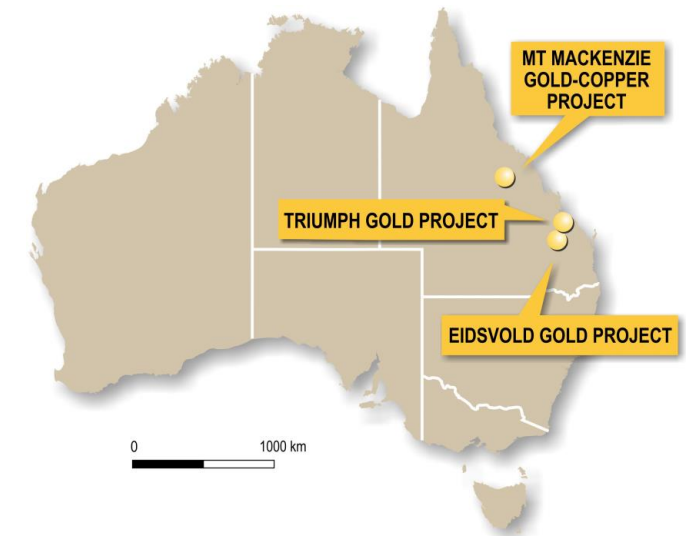 MT MACKENZIE
GOLD-COPPER
PROJECT
TRIUMPH GOLD PROJECT
EIDSVOLD GOLD PROJECT
0 1000 km